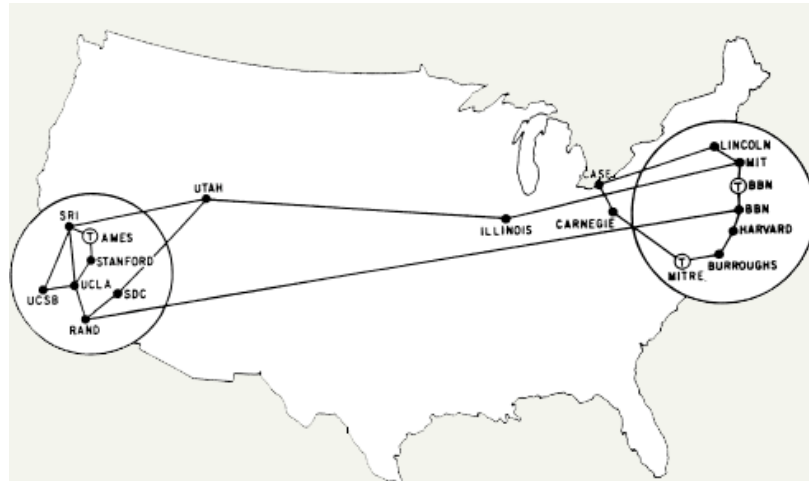 LINCOLN
MIT
CASE
T BBN
UTAH
BBN
SRI
CARNEGIE
ILLINOIS
HARVARD
T AMES
STANFORD
BURROUGHS
T
MITRE
UCLA
SDC
UCSB
RAND